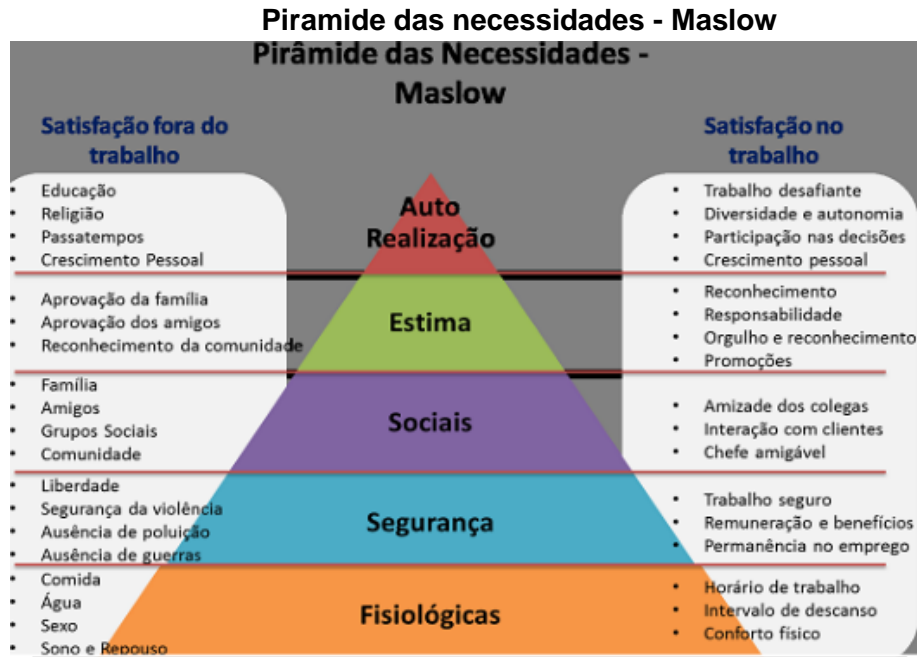 Piramide das necessidades - Maslow
Pirâmide das Necessidades -
Maslow
Satisfação fora do
trabalho
Satisfação no
trabalho
• Educação
• Religião
• Passatempos
• Crescimento Pessoal
Auto
Realização
• Trabalho desafiante
• Diversidade e autonomia
• Participação nas decisões
• Crescimento pessoal
• Aprovação da família
• Aprovação dos amigos
• Reconhecimento da comunidade
Estima
• Reconhecimento
• Responsabilidade
• Orgulho e reconhecimento
• Promoções
• Família
• Amigos
• Grupos Sociais
• Comunidade
Sociais
• Amizade dos colegas
• Interação com clientes
• Chefe amigável
• Liberdade
• Segurança da violência
• Ausência de poluição
• Ausência de guerras
Segurança
• Trabalho seguro
• Remuneração e benefícios
• Permanência no emprego
• Comida
• Água
• Sexo
• Sono e Repouso
Fisiológicas
• Horário de trabalho
• Intervalo de descanso
• Conforto físico